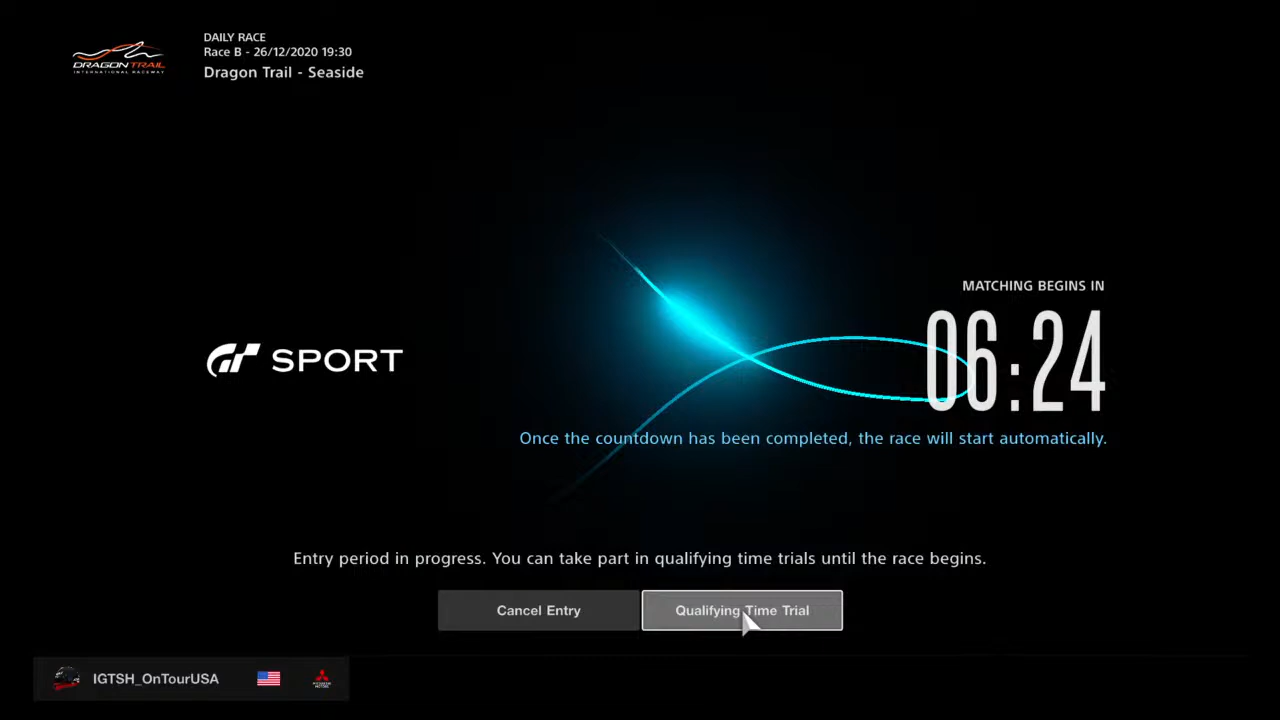 DRAGON TRAIL
INTERNATIONAL RACEWAY
DAILY RACE
Race B - 26/12/2020 19:30
Dragon Trail - Seaside
MATCHING BEGINS IN
06:24
GT SPORT
Once the countdown has been completed, the race will start automatically.
Entry period in progress. You can take part in qualifying time trials until the race begins.
Cancel Entry
Qualifying Time Trial
IGTSH_OnTourUSA